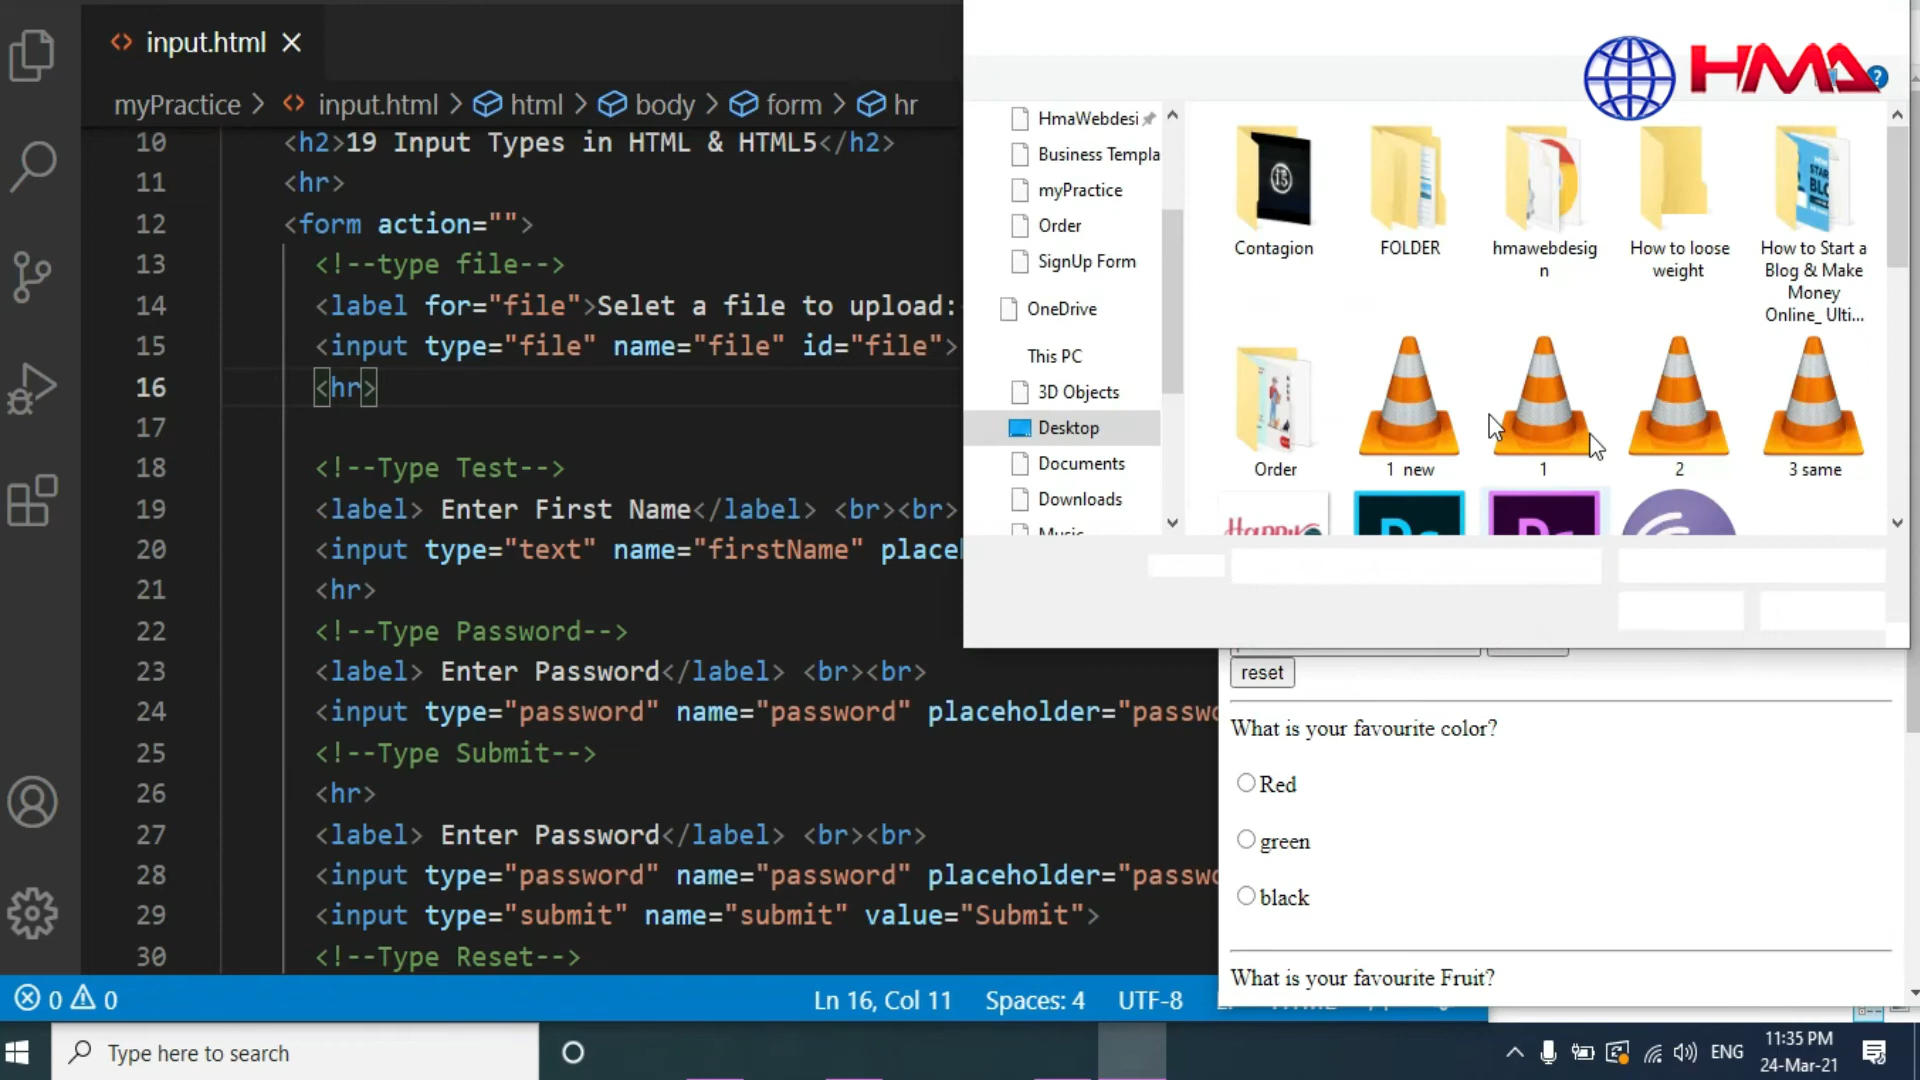 input.html
myPractice > input.html > html > body > form > hr
10 <h2>19 Input Types in HTML & HTML5</h2>
11 <hr>
12 <form action="">
13 <!--type file-->
14 <label for="file">Selet a file to upload:
15 <input type="file" name="file" id="file">
16 <hr>
17
18 <!--Type Test-->
19 <label> Enter First Name</label> <br><br>
20 <input type="text" name="firstName" place
21 <hr>
22 <!--Type Password-->
23 <label> Enter Password</label> <br><br>
24 <input type="password" name="password" placeholder="passwo
25 <!--Type Submit-->
26 <hr>
27 <label> Enter Password</label> <br><br>
28 <input type="password" name="password" placeholder="passwo
29 <input type="submit" name="submit" value="Submit">
30 <!--Type Reset-->
0 0
Ln 16, Col 11 Spaces: 4 UTF-8
HMA
?
HmaWebdesi
Business Templa
myPractice
Order
SignUp Form
OneDrive
This PC
3D Objects
Desktop
Documents
Downloads
Music
15
Contagion
FOLDER
hmawebdesig
n
How to loose
weight
How to Start a
Blog & Make
Money
Online_ Ulti...
Order
1 new
1
2
3 same
reset
What is your favourite color?
Red
green
black
What is your favourite Fruit?
Type here to search
ENG
11:35 PM
24-Mar-21